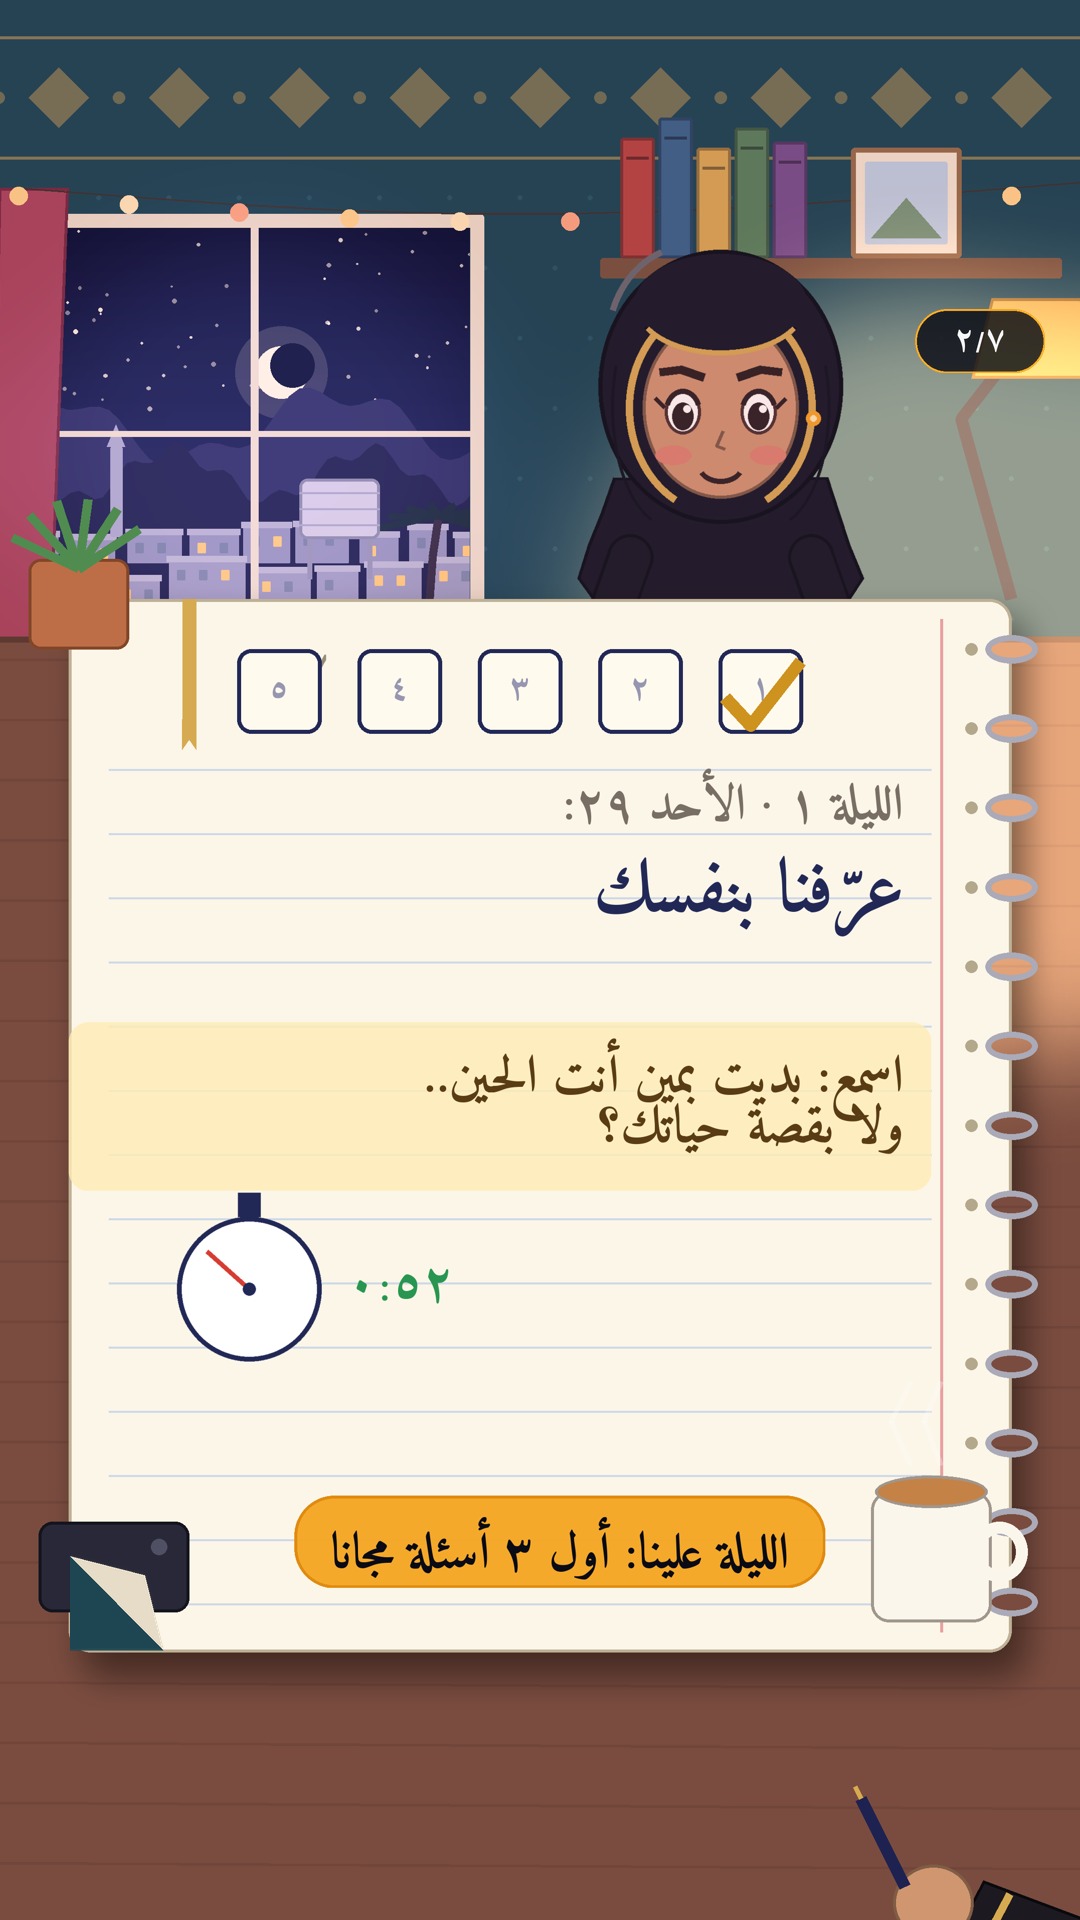 ٢/٧
١ ٢ ٣ ٤ ٥
الليلة ١ · الأحد ٢٩:
عرّفنا بنفسك
اسمع: بديت بمين أنت الحين..
ولا بقصة حياتك؟
٠:٥٢
الليلة علينا: أول ٣ أسئلة مجانا